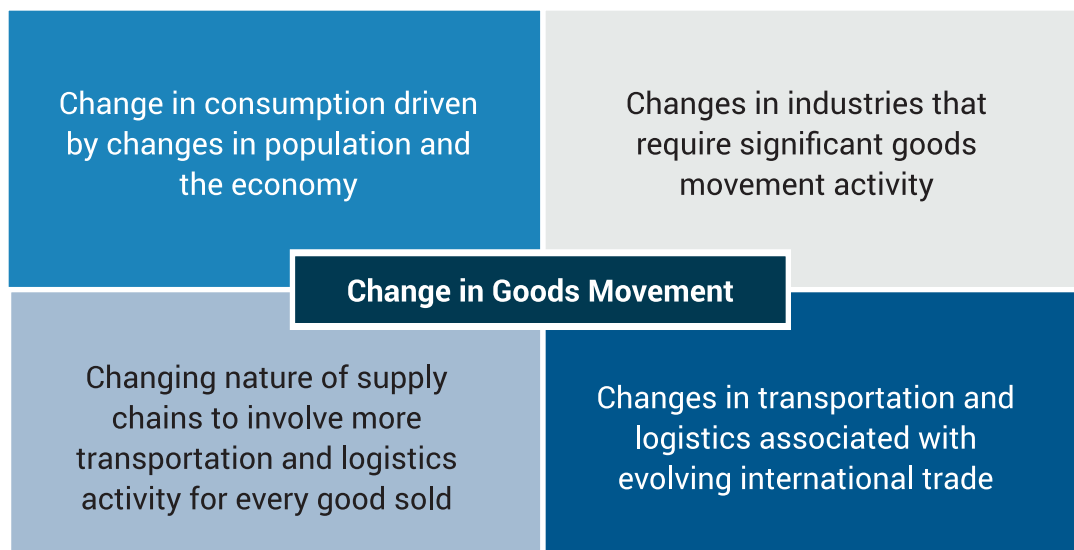 Change in consumption driven
by changes in population and
the economy
Changes in industries that
require significant goods
movement activity
Change in Goods Movement
Changing nature of supply
chains to involve more
transportation and logistics
activity for every good sold
Changes in transportation and
logistics associated with
evolving international trade